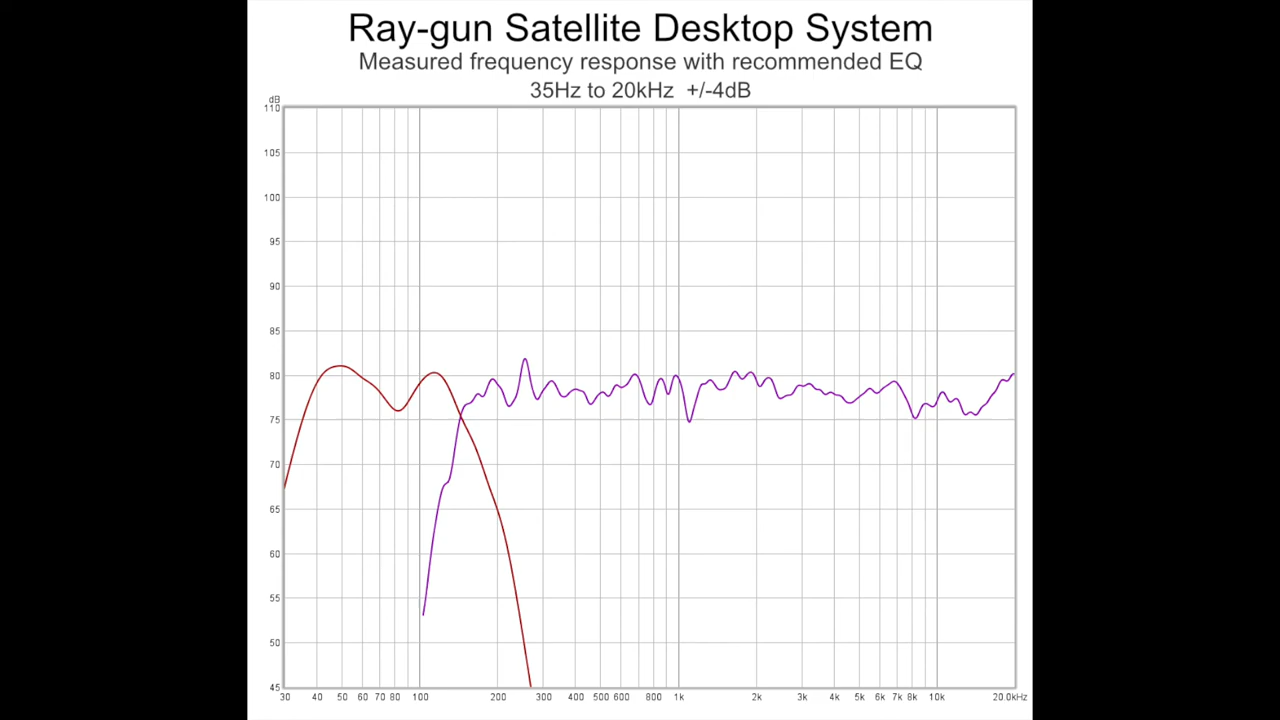 Ray-gun Satellite Desktop System
Measured frequency response with recommended EQ
35Hz to 20kHz +/-4dB
dB
110
105
100
95
90
85
80
75
70
65
60
55
50
45
30 40 50 60 70 80 100 200 300 400 500 600 800 1k 2k 3k 4k 5k 6k 7k 8k 10k 20.0kHz